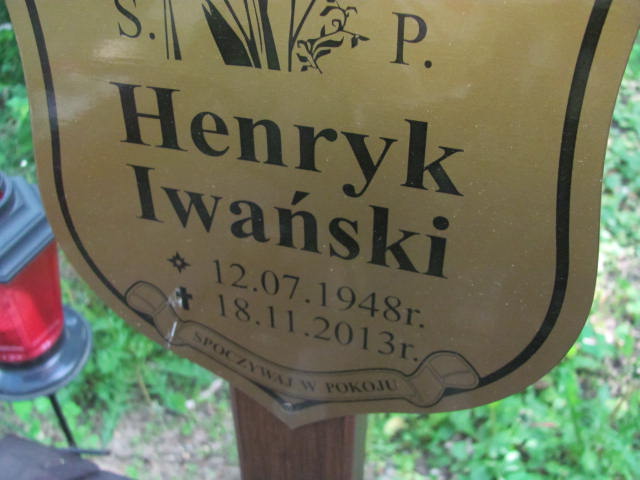 S. P.
Henryk
Iwański
12.07.1948r.
18.11.2013r.
SPOCZYWAJ W POKOJU